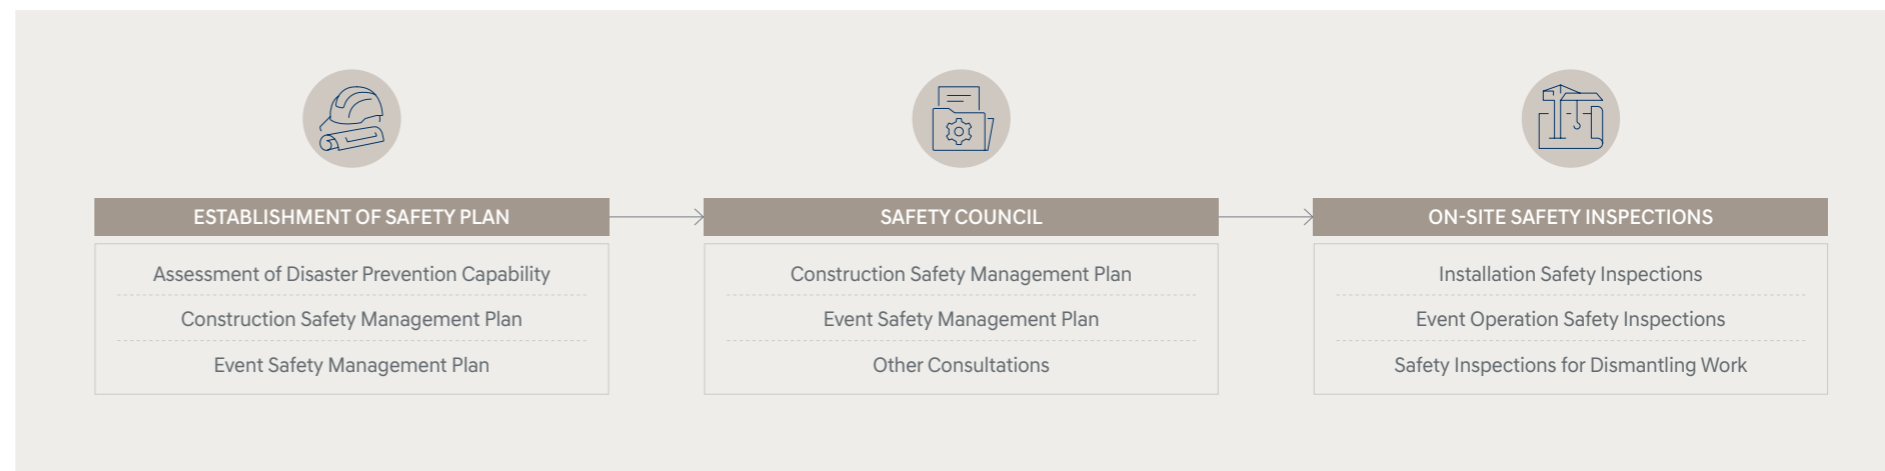 ESTABLISHMENT OF SAFETY PLAN
Assessment of Disaster Prevention Capability
Construction Safety Management Plan
Event Safety Management Plan
SAFETY COUNCIL
Construction Safety Management Plan
Event Safety Management Plan
Other Consultations
ON-SITE SAFETY INSPECTIONS
Installation Safety Inspections
Event Operation Safety Inspections
Safety Inspections for Dismantling Work